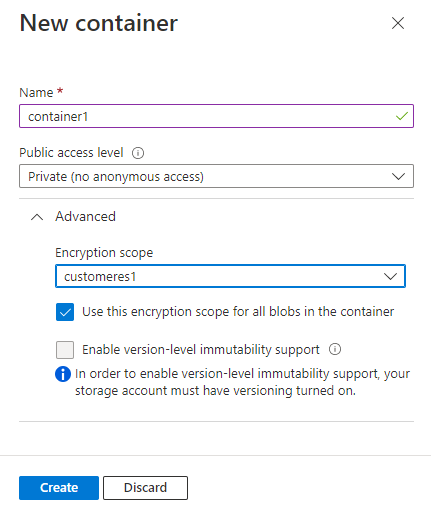 New container
Name *
container1
Public access level
Private (no anonymous access)
Advanced
Encryption scope
customeres1
Use this encryption scope for all blobs in the container
Enable version-level immutability support
In order to enable version-level immutability support, your
storage account must have versioning turned on.
Create
Discard